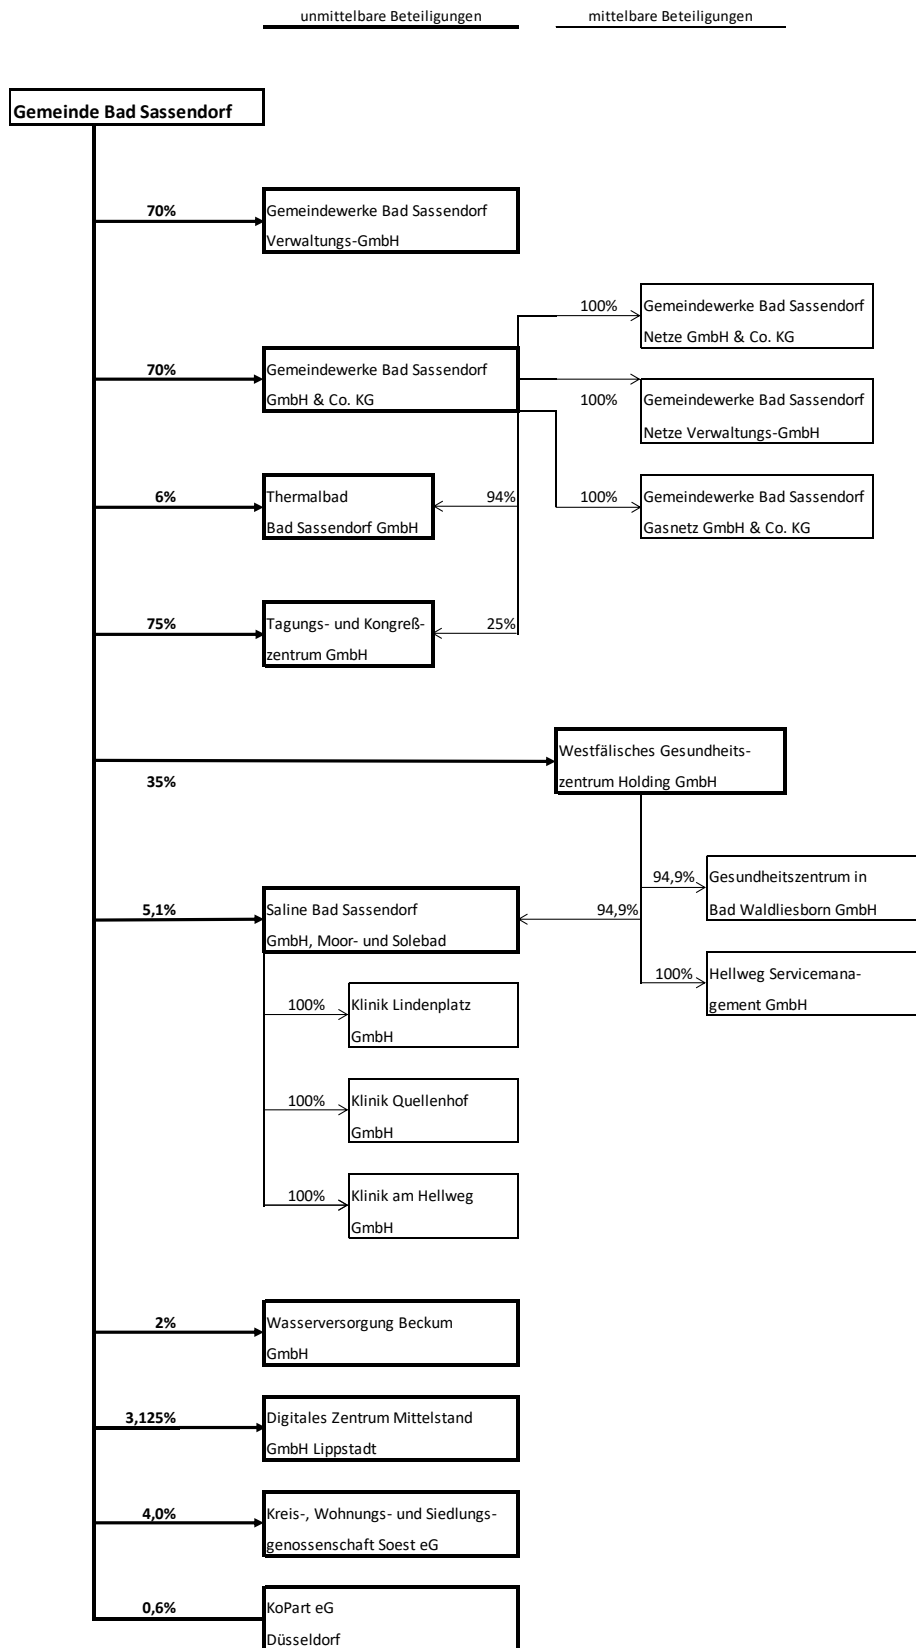 unmittelbare Beteiligungen
mittelbare Beteiligungen
Gemeinde Bad Sassendorf
70%
Gemeindewerke Bad Sassendorf
Verwaltungs-GmbH
100%
Gemeindewerke Bad Sassendorf
Netze GmbH & Co. KG
70%
Gemeindewerke Bad Sassendorf
GmbH & Co. KG
100%
Gemeindewerke Bad Sassendorf
Netze Verwaltungs-GmbH
6%
Thermalbad
Bad Sassendorf GmbH
94%
100%
Gemeindewerke Bad Sassendorf
Gasnetz GmbH & Co. KG
75%
Tagungs- und Kongreß-
zentrum GmbH
25%
35%
Westfälisches Gesundheits-
zentrum Holding GmbH
94,9%
Gesundheitszentrum in
Bad Waldliesborn GmbH
5,1%
Saline Bad Sassendorf
GmbH, Moor- und Solebad
94,9%
100%
Hellweg Servicemana-
gement GmbH
100%
Klinik Lindenplatz
GmbH
100%
Klinik Quellenhof
GmbH
100%
Klinik am Hellweg
GmbH
2%
Wasserversorgung Beckum
GmbH
3,125%
Digitales Zentrum Mittelstand
GmbH Lippstadt
4,0%
Kreis-, Wohnungs- und Siedlungs-
genossenschaft Soest eG
0,6%
KoPart eG
Düsseldorf